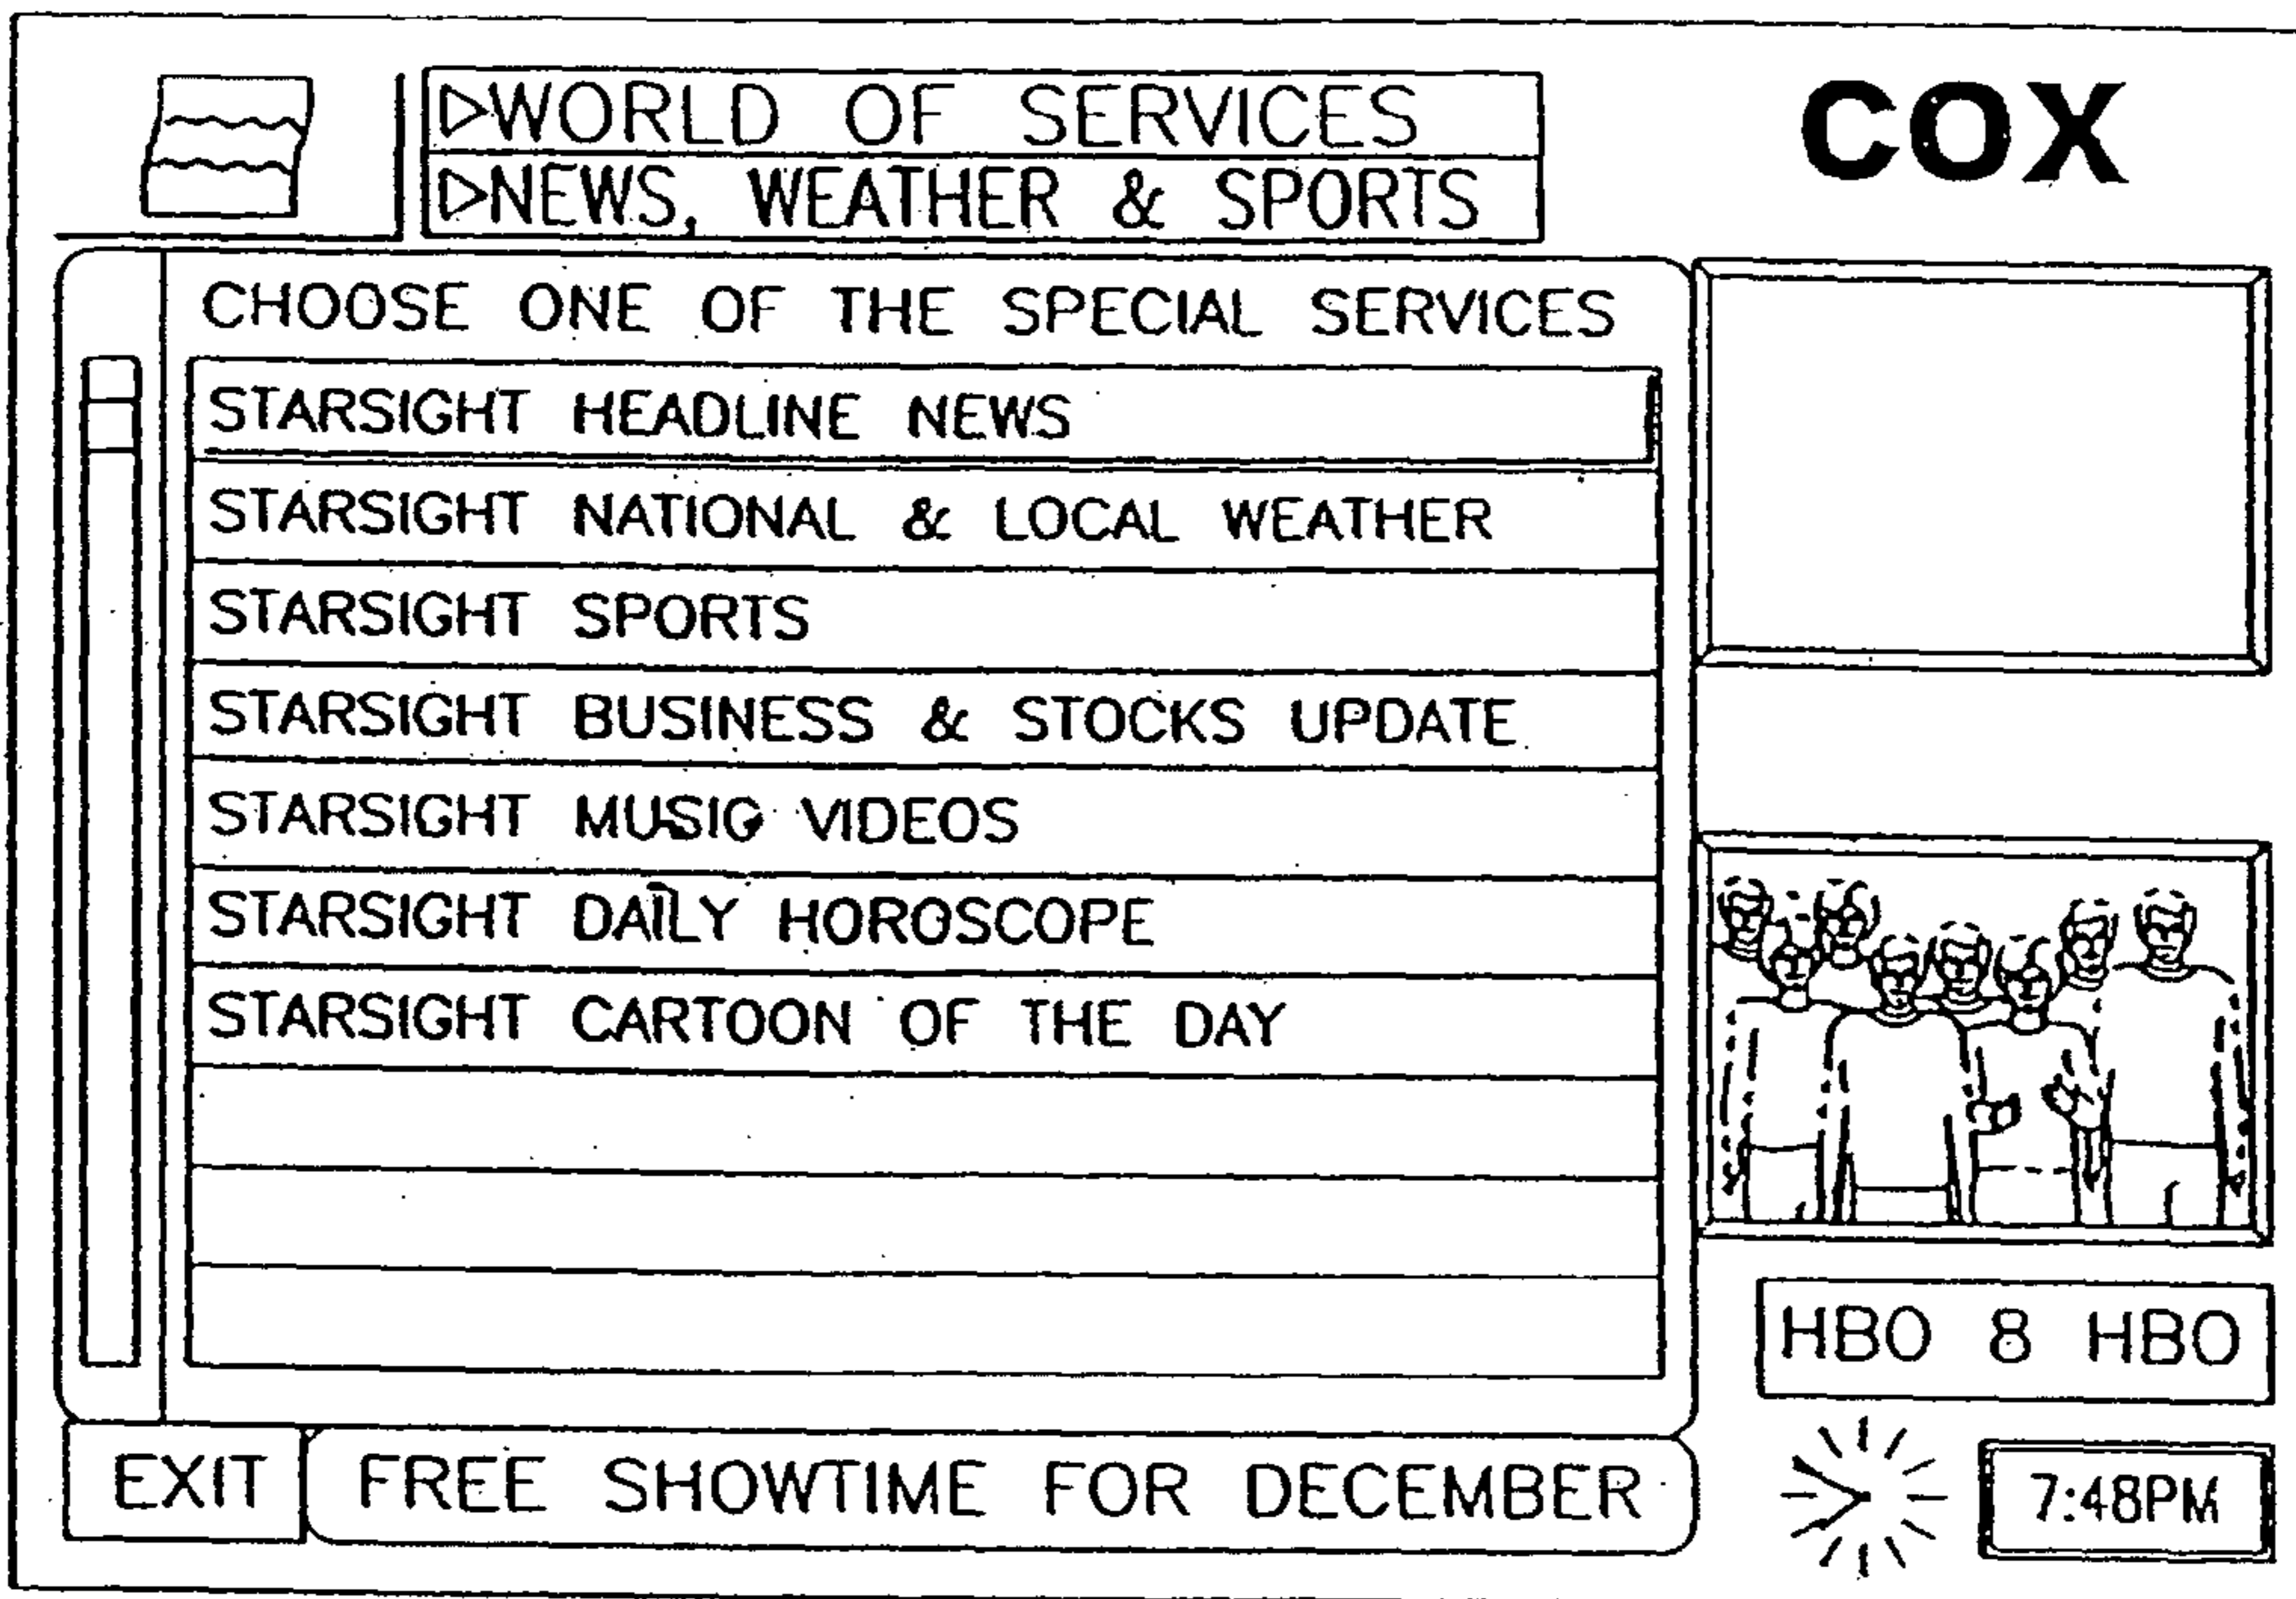 ▷WORLD OF SERVICES
▷NEWS, WEATHER & SPORTS
COX
CHOOSE ONE OF THE SPECIAL SERVICES
STARSIGHT HEADLINE NEWS
STARSIGHT NATIONAL & LOCAL WEATHER
STARSIGHT SPORTS
STARSIGHT BUSINESS & STOCKS UPDATE
STARSIGHT MUSIC VIDEOS
STARSIGHT DAILY HOROSCOPE
STARSIGHT CARTOON OF THE DAY
HBO 8 HBO
EXIT
FREE SHOWTIME FOR DECEMBER
7:48PM